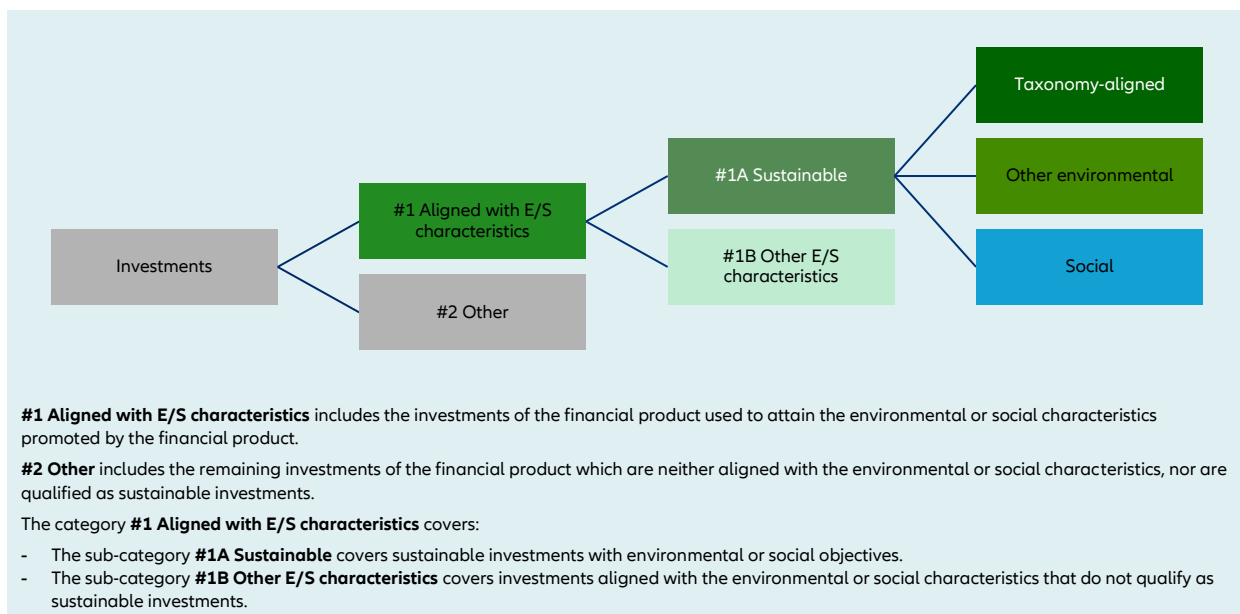 Taxonomy-aligned
#1A Sustainable
Other environmental
#1 Aligned with E/S
characteristics
Investments
#1B Other E/S
characteristics
Social
#2 Other
#1 Aligned with E/S characteristics includes the investments of the financial product used to attain the environmental or social characteristics
promoted by the financial product.
#2 Other includes the remaining investments of the financial product which are neither aligned with the environmental or social characteristics, nor are
qualified as sustainable investments.
The category #1 Aligned with E/S characteristics covers:
- The sub-category #1A Sustainable covers sustainable investments with environmental or social objectives.
- The sub-category #1B Other E/S characteristics covers investments aligned with the environmental or social characteristics that do not qualify as
sustainable investments.